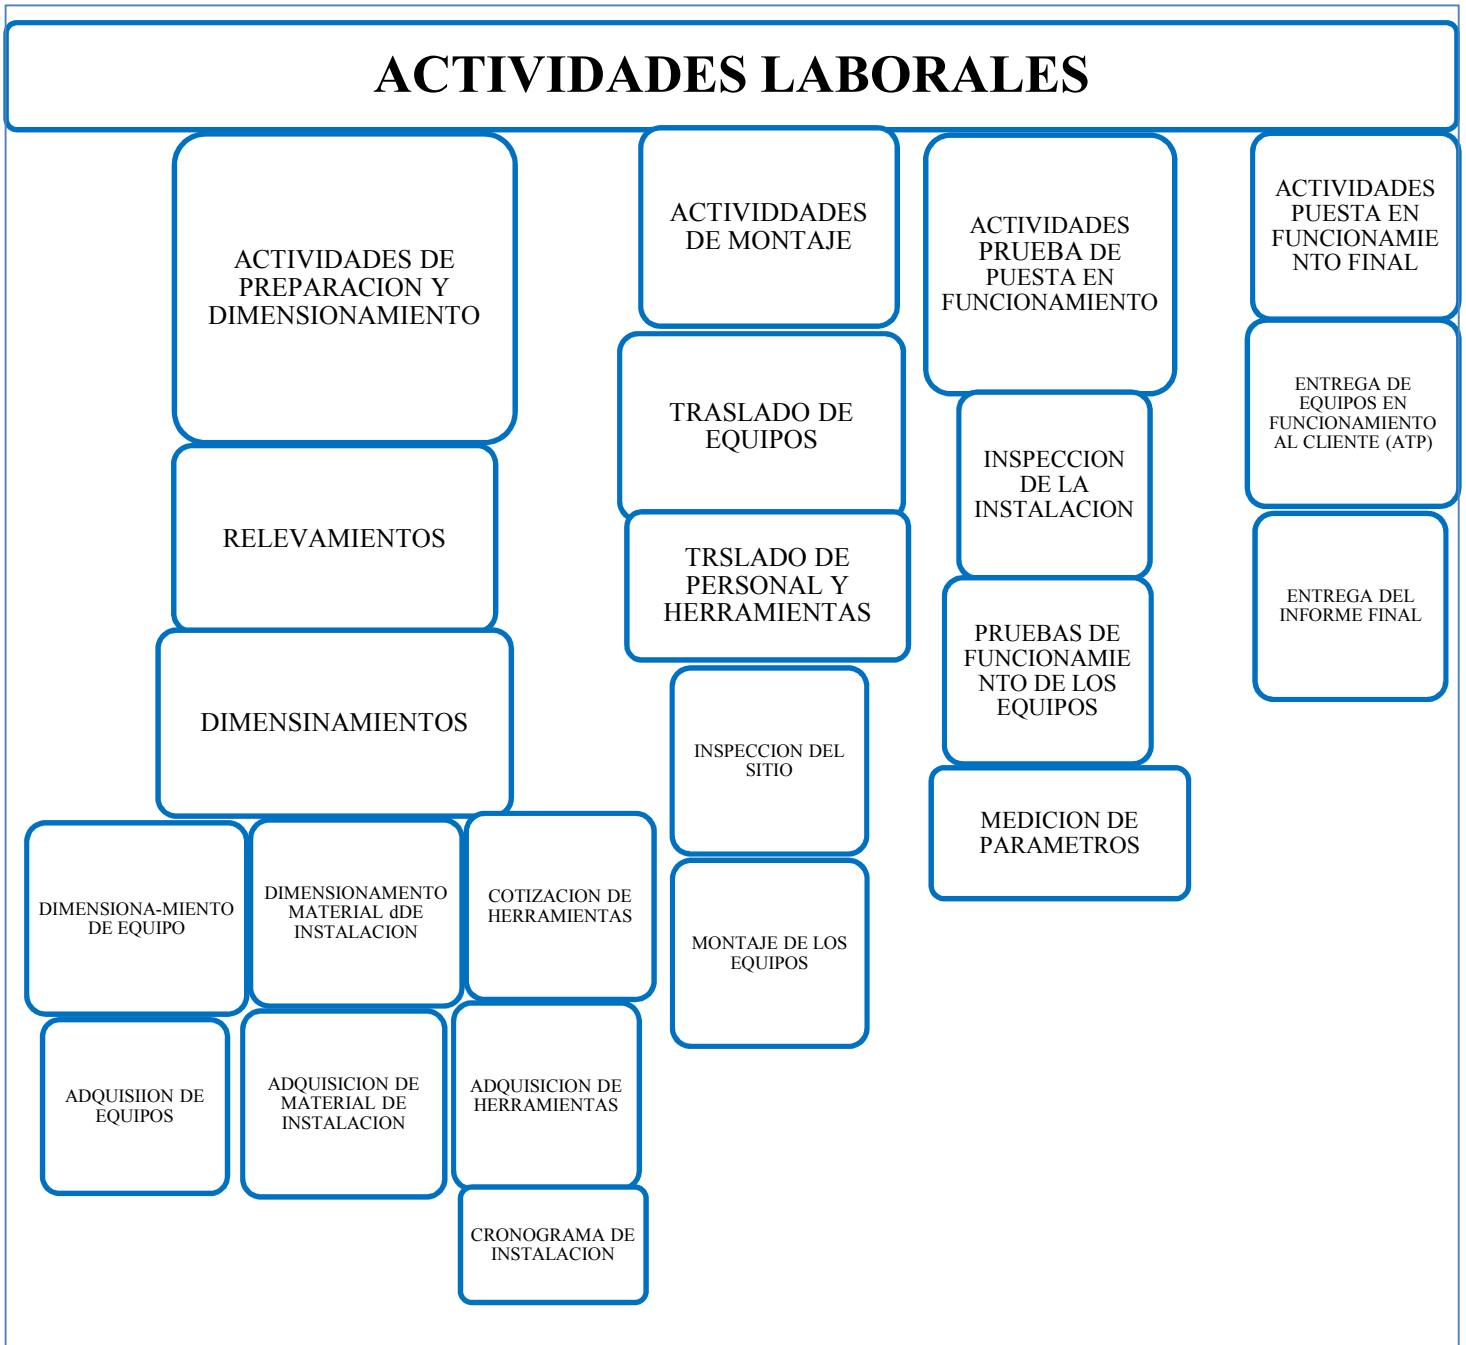 ACTIVIDADES LABORALES
ACTIVIDADES DE
PREPARACION Y
DIMENSIONAMIENTO
RELEVAMIENTOS
DIMENSINAMIENTOS
DIMENSIONA-MIENTO
DE EQUIPO
ADQUISIION DE
EQUIPOS
DIMENSIONAMENTO
MATERIAL dDE
INSTALACION
ADQUISICION DE
MATERIAL DE
INSTALACION
COTIZACION DE
HERRAMIENTAS
ADQUISICION DE
HERRAMIENTAS
CRONOGRAMA DE
INSTALACION
ACTIVIDDADES
DE MONTAJE
TRASLADO DE
EQUIPOS
TRSLADO DE
PERSONAL Y
HERRAMIENTAS
INSPECCION DEL
SITIO
MONTAJE DE LOS
EQUIPOS
ACTIVIDADES
PRUEBA DE
PUESTA EN
FUNCIONAMIENTO
INSPECCION
DE LA
INSTALACION
PRUEBAS DE
FUNCIONAMIE
NTO DE LOS
EQUIPOS
MEDICION DE
PARAMETROS
ACTIVIDADES
PUESTA EN
FUNCIONAMIE
NTO FINAL
ENTREGA DE
EQUIPOS EN
FUNCIONAMIENTO
AL CLIENTE (ATP)
ENTREGA DEL
INFORME FINAL